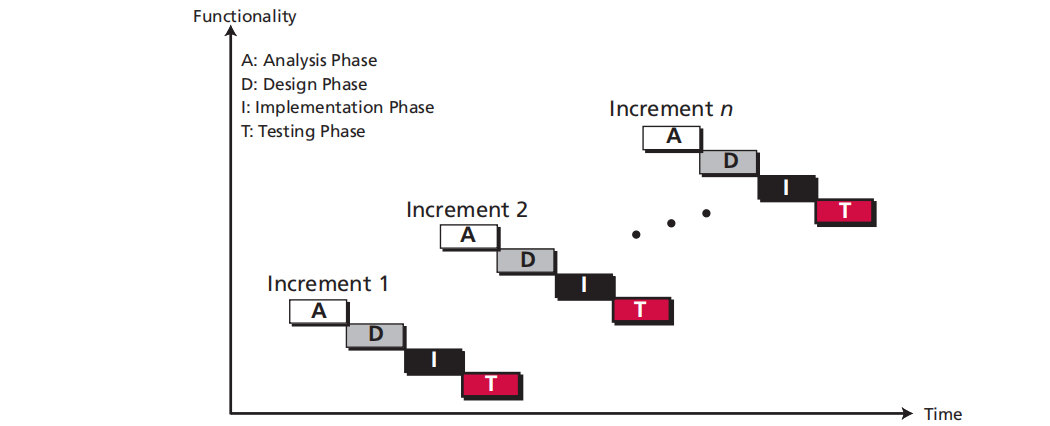 Functionality
A: Analysis Phase
D: Design Phase
I: Implementation Phase
T: Testing Phase
Increment n
A
D
I
T
Increment 2
A
D
I
T
Increment 1
A
D
I
T
Time